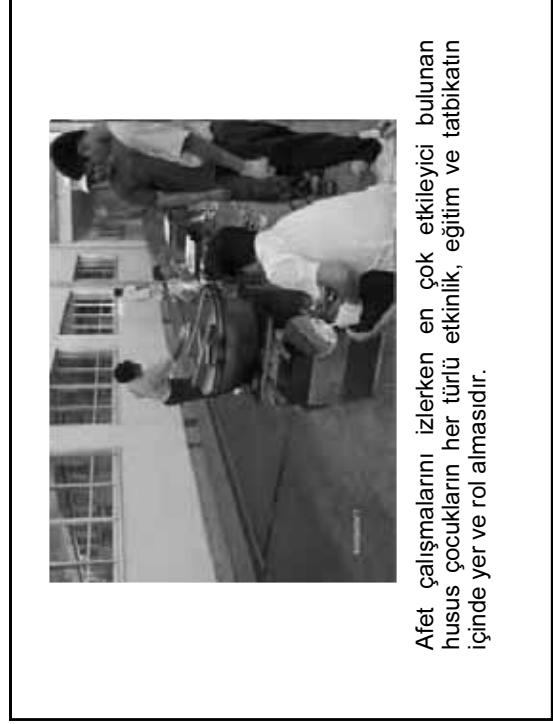 Afet çalışmalarını izlerken en çok etkileyici bulunan
husus çocukların her türlü etkinlik, eğitim ve tatbikatın
içinde yer ve rol almasıdır.